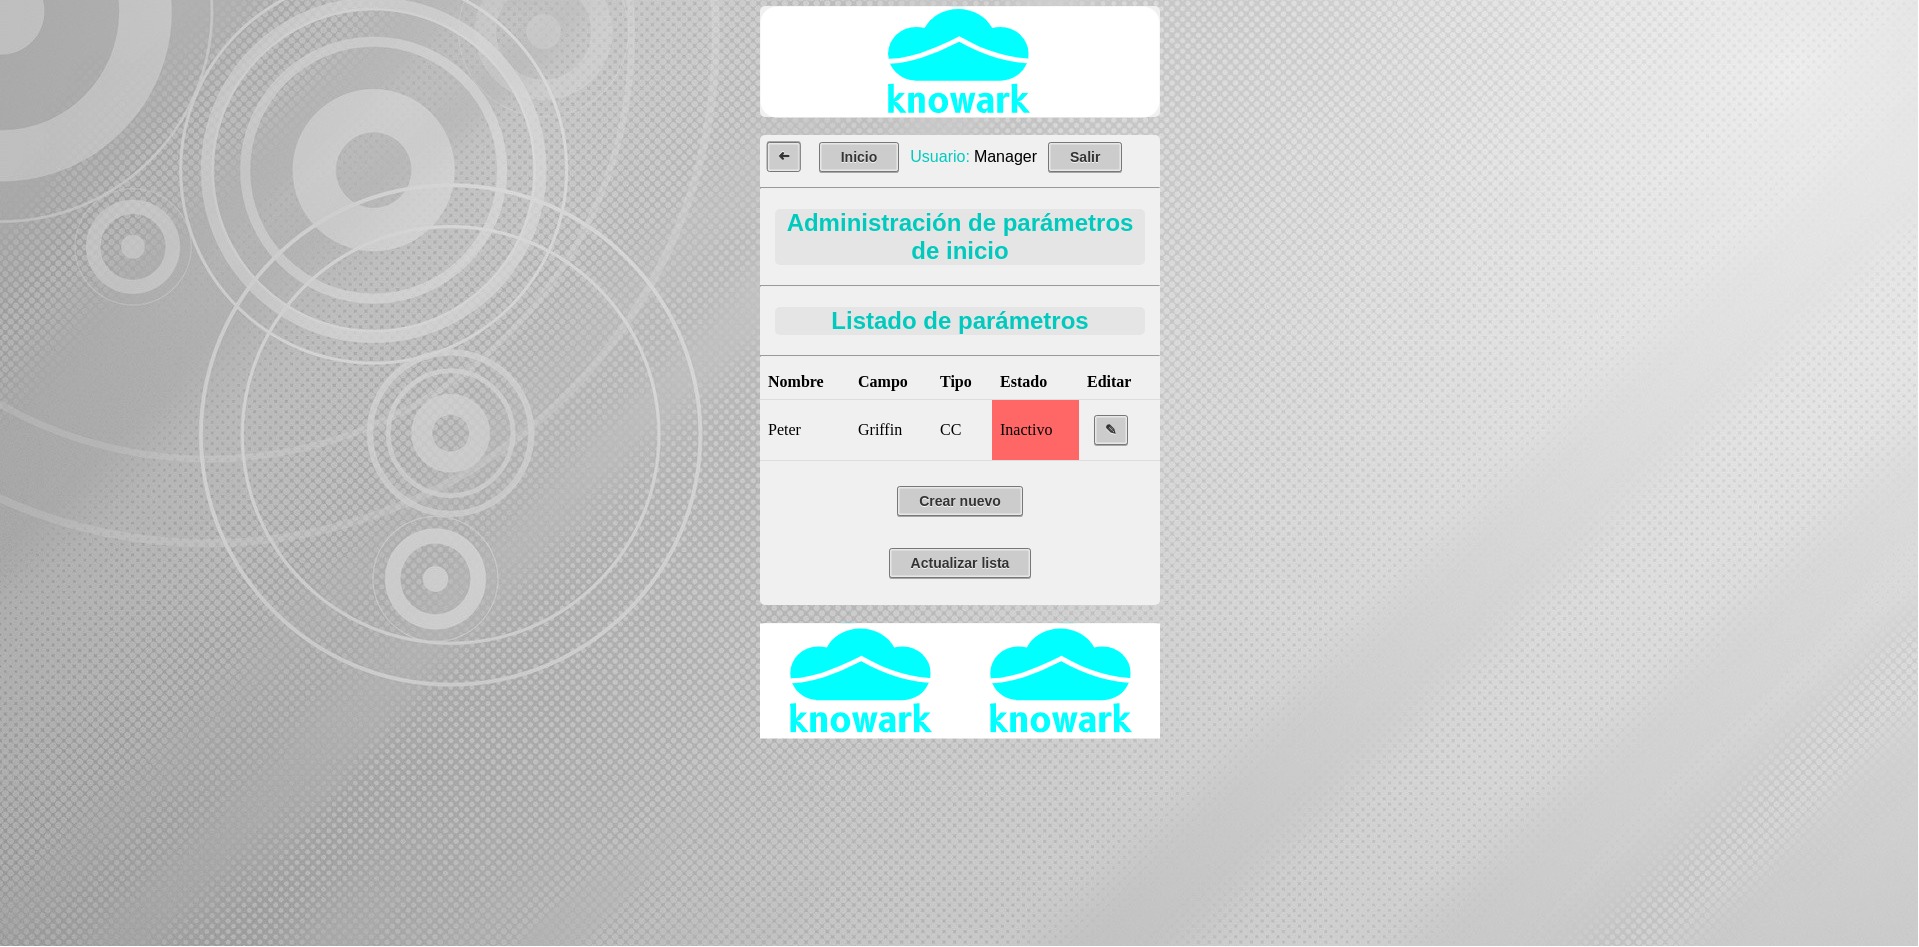 knowark
➜ Inicio Usuario: Manager Salir
Administración de parámetros
de inicio
Listado de parámetros
Nombre Campo Tipo Estado Editar
Peter Griffin CC Inactivo ✎
Crear nuevo
Actualizar lista
knowark knowark